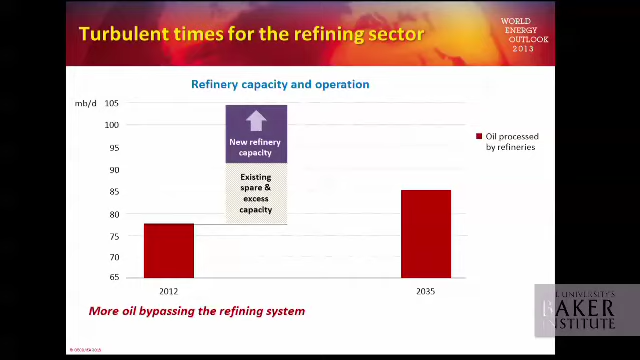 Turbulent times for the refining sector
WORLD
ENERGY
OUTLOOK
2013
Refinery capacity and operation
mb/d
105
100
95
90
85
80
75
70
65
New refinery
capacity
Existing
spare &
excess
capacity
Oil processed
by refineries
2012
2035
More oil bypassing the refining system
UNIVERSITY'S
BAKER
INSTITUTE